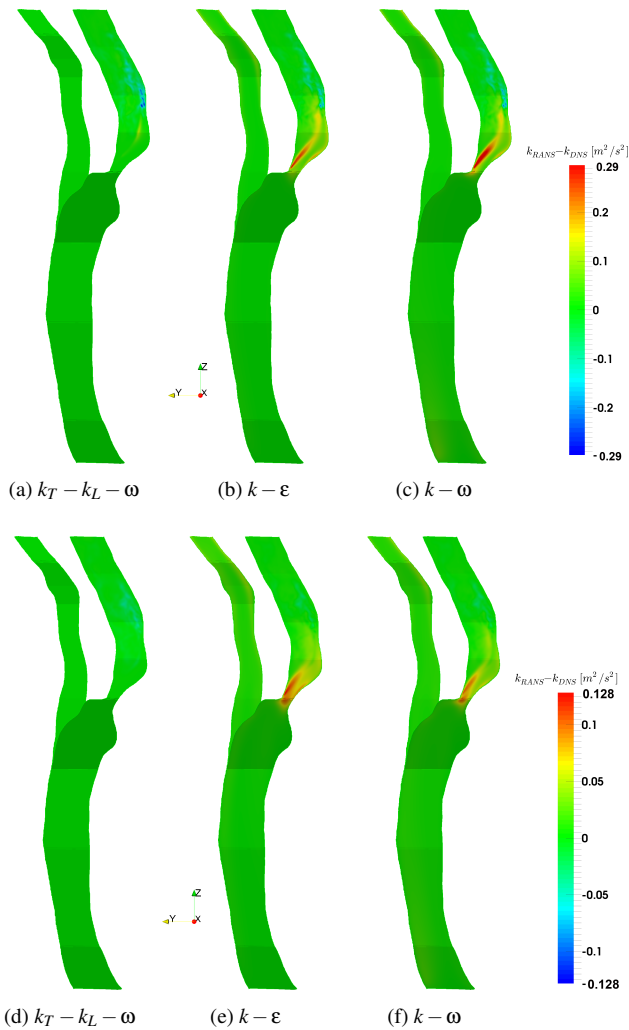 k_RANS−k_DNS [m²/s²]
0.29
0.2
0.1
0
-0.1
-0.2
-0.29
Z
Y
X
(a) k_T − k_L − ω
(b) k − ε
(c) k − ω
k_RANS−k_DNS [m²/s²]
0.128
0.1
0.05
0
-0.05
-0.1
-0.128
Z
Y
X
(d) k_T − k_L − ω
(e) k − ε
(f) k − ω